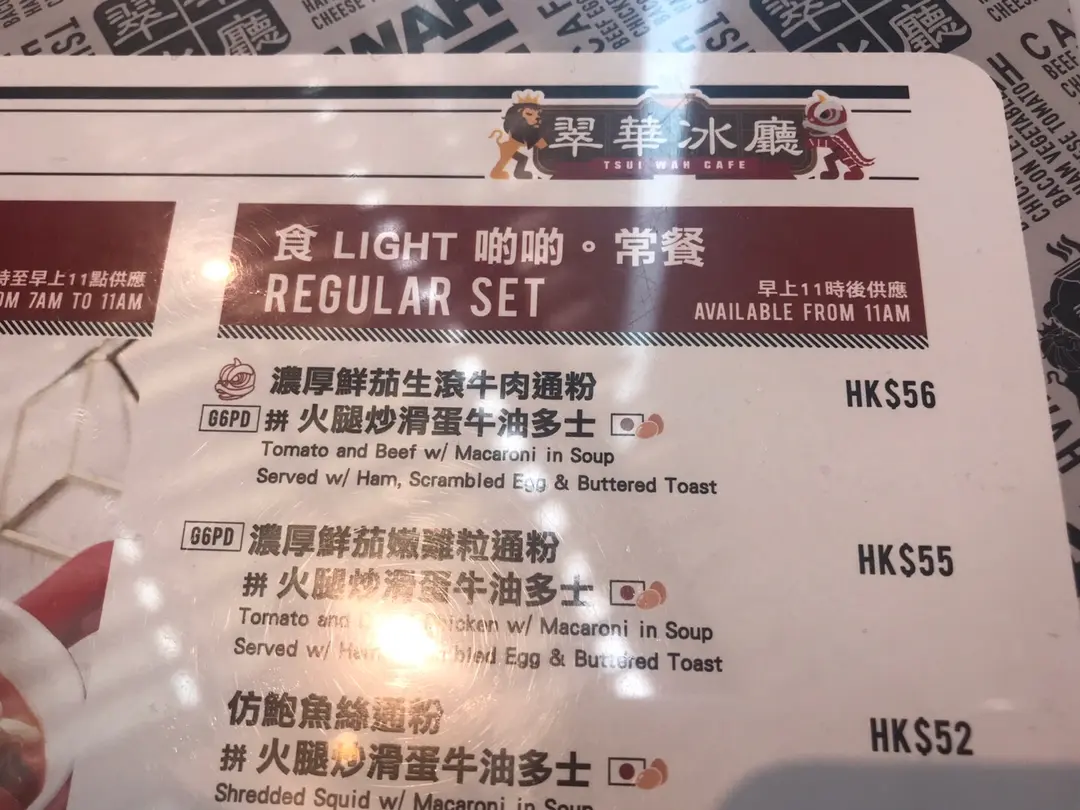 翠華冰廳
TSUI WAH CAFE
時至早上11點供應
OM 7AM TO 11AM
食 LIGHT 啲啲。常餐
REGULAR SET
早上11時後供應
AVAILABLE FROM 11AM
濃厚鮮茄生滾牛肉通粉
HK$56
G6PD 拼 火腿炒滑蛋牛油多士
Tomato and Beef w/ Macaroni in Soup
Served w/ Ham, Scrambled Egg & Buttered Toast
G6PD 濃厚鮮茄嫩雞粒通粉
HK$55
拼 火腿炒滑蛋牛油多士
Tomato and Chicken w/ Macaroni in Soup
Served w/ Ham, Scrambled Egg & Buttered Toast
仿鮑魚絲通粉
HK$52
拼 火腿炒滑蛋牛油多士
Shredded Squid w/ Macaroni in Soup